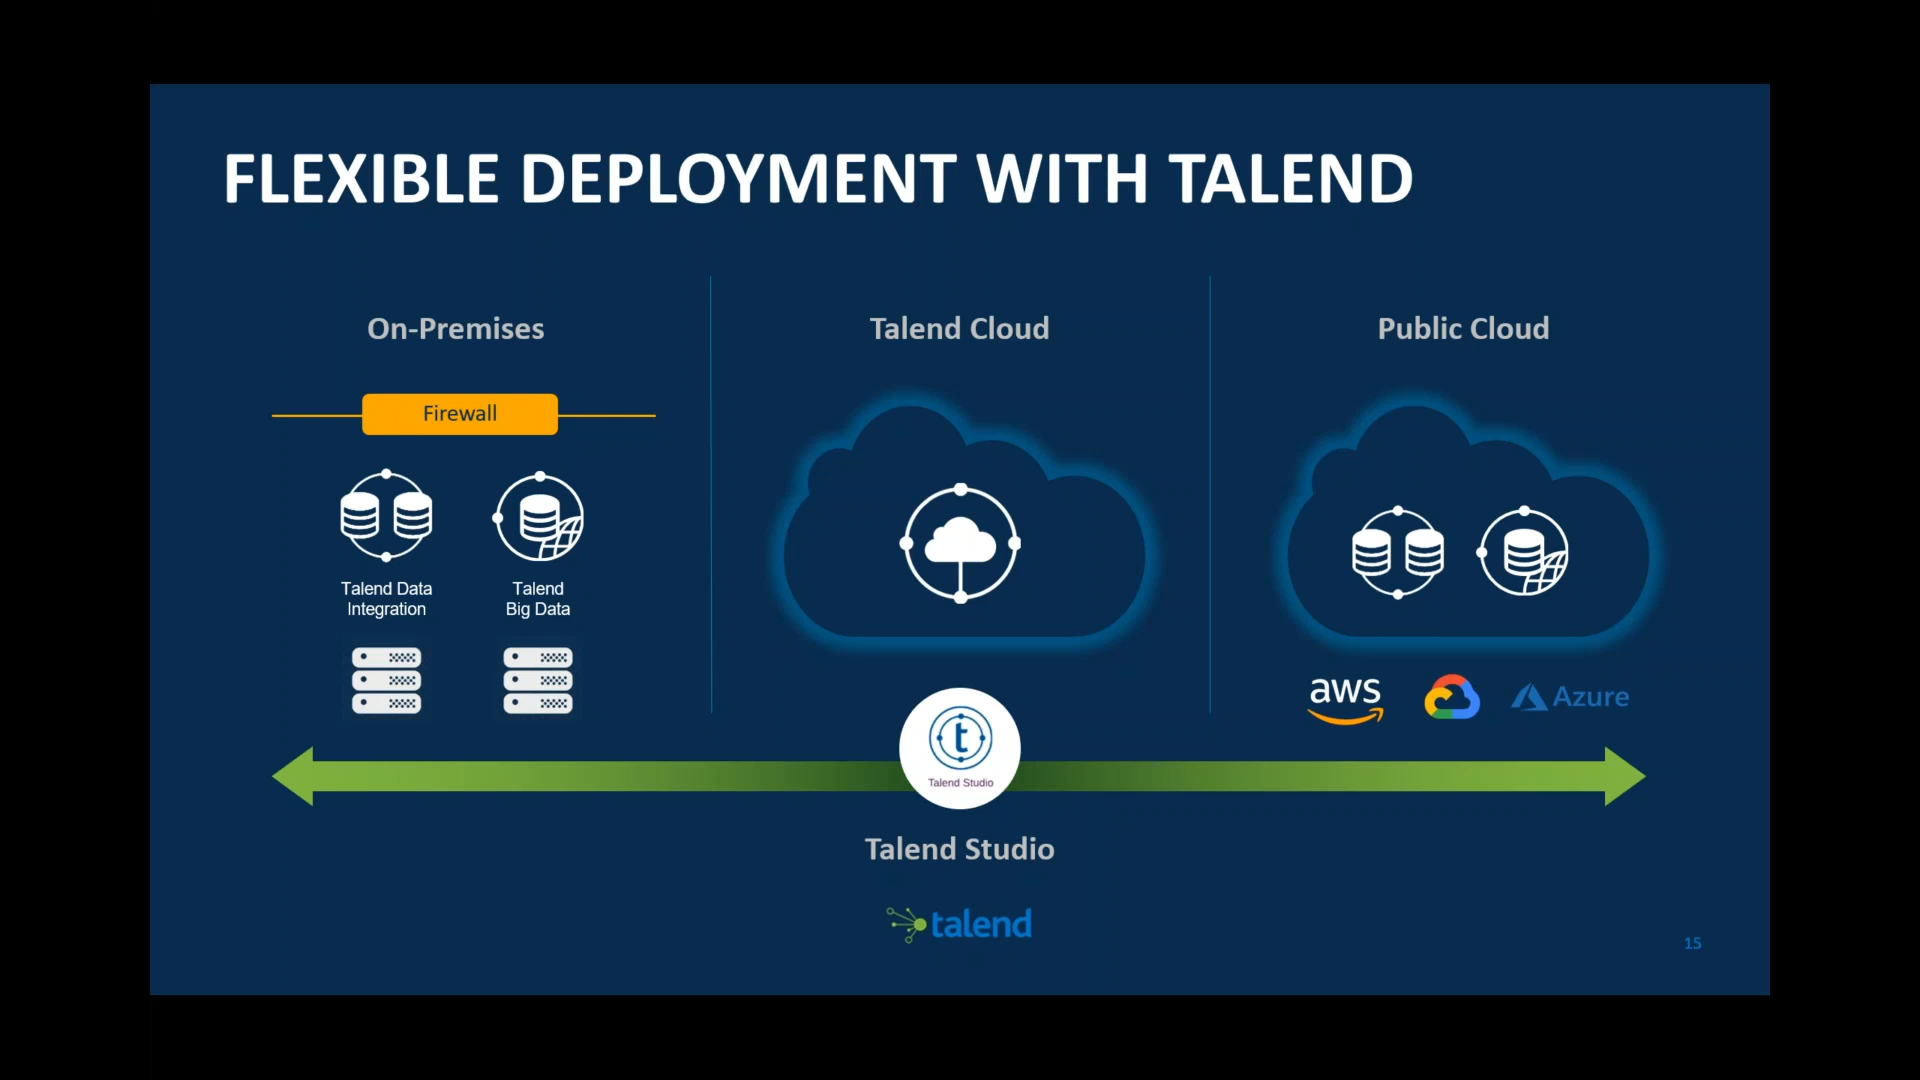 FLEXIBLE DEPLOYMENT WITH TALEND
On-Premises
Firewall
Talend Data
Integration
Talend
Big Data
Talend Cloud
Public Cloud
aws
Azure
t
Talend Studio
Talend Studio
talend
15